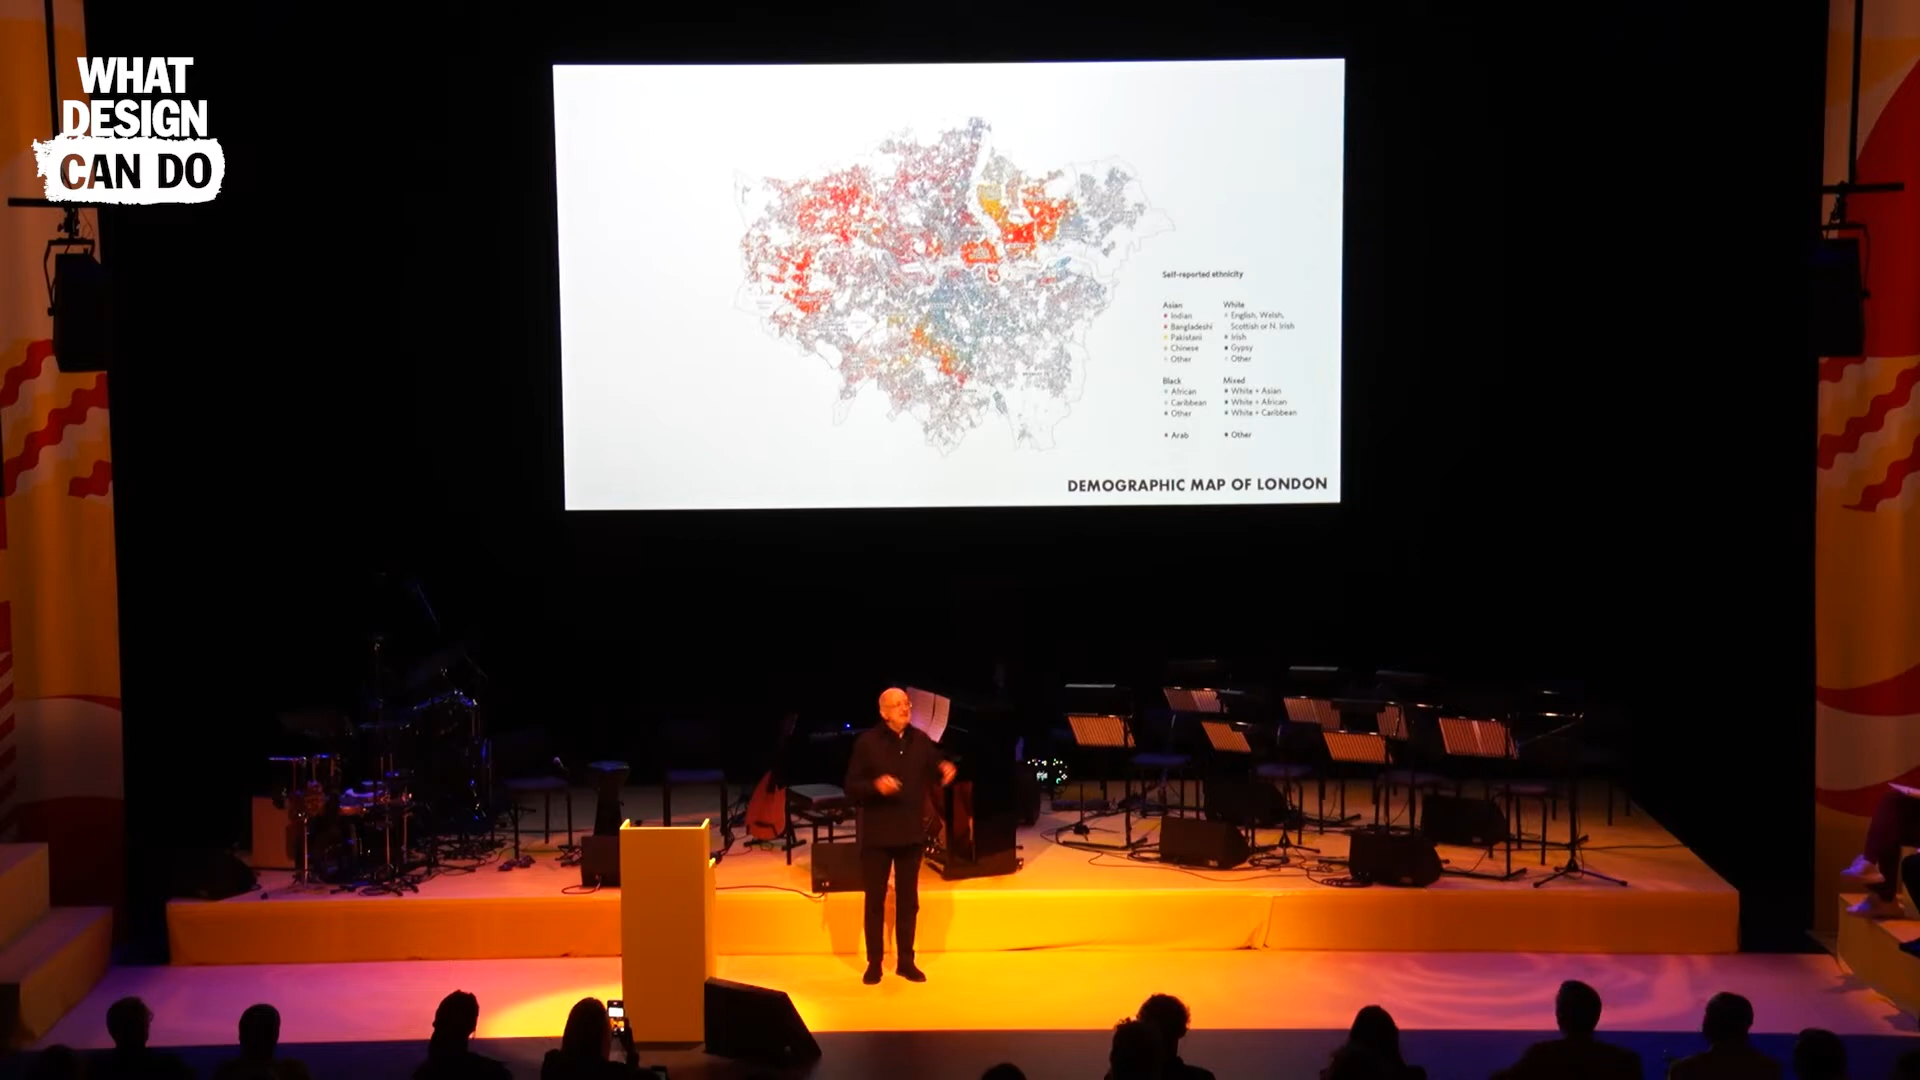 WHAT
DESIGN
CAN DO
Self-reported ethnicity
Asian
Indian
Bangladeshi
Pakistani
Chinese
Other
White
English, Welsh,
Scottish or N. Irish
Irish
Gypsy
Other
Black
African
Caribbean
Other
Arab
Mixed
White + Asian
White + African
White + Caribbean
Other
DEMOGRAPHIC MAP OF LONDON